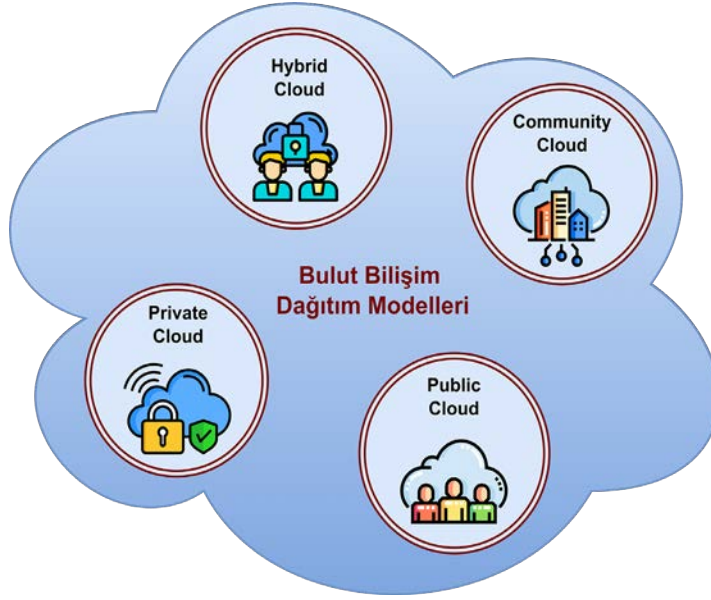 Hybrid
Cloud
Community
Cloud
Bulut Bilişim
Dağıtım Modelleri
Private
Cloud
Public
Cloud